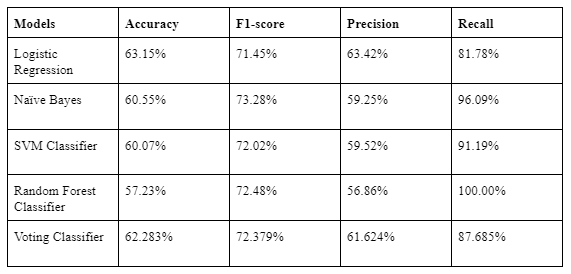 Models Accuracy F1-score Precision Recall
Logistic 63.15% 71.45% 63.42% 81.78%
Regression
Naïve Bayes 60.55% 73.28% 59.25% 96.09%
SVM Classifier 60.07% 72.02% 59.52% 91.19%
Random Forest 57.23% 72.48% 56.86% 100.00%
Classifier
Voting Classifier 62.283% 72.379% 61.624% 87.685%